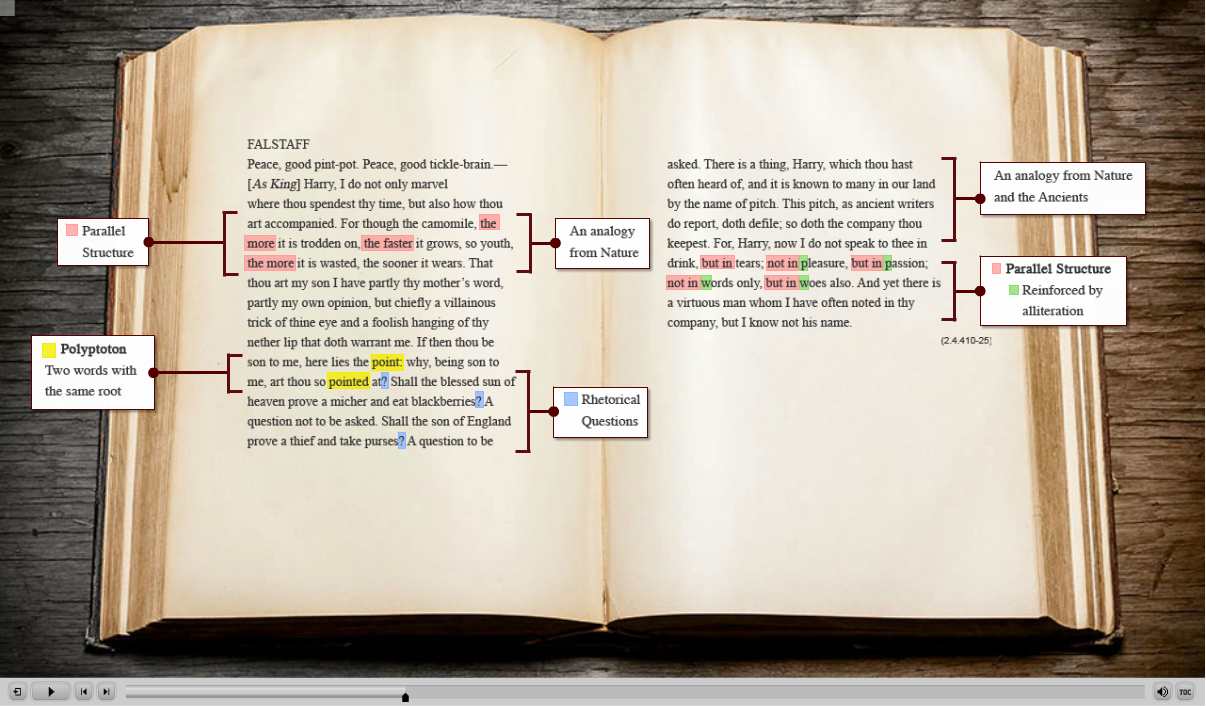 FALSTAFF
Peace, good pint-pot. Peace, good tickle-brain.—
[As King] Harry, I do not only marvel
where thou spendest thy time, but also how thou
art accompanied. For though the camomile, the
more it is trodden on, the faster it grows, so youth,
the more it is wasted, the sooner it wears. That
thou art my son I have partly thy mother’s word,
partly my own opinion, but chiefly a villainous
trick of thine eye and a foolish hanging of thy
nether lip that doth warrant me. If then thou be
son to me, here lies the point: why, being son to
me, art thou so pointed at? Shall the blessed sun of
heaven prove a micher and eat blackberries? A
question not to be asked. Shall the son of England
prove a thief and take purses? A question to be
Parallel
Structure
An analogy
from Nature
Polyptoton
Two words with
the same root
Rhetorical
Questions
asked. There is a thing, Harry, which thou hast
often heard of, and it is known to many in our land
by the name of pitch. This pitch, as ancient writers
do report, doth defile; so doth the company thou
keepest. For, Harry, now I do not speak to thee in
drink, but in tears; not in pleasure, but in passion;
not in words only, but in woes also. And yet there is
a virtuous man whom I have often noted in thy
company, but I know not his name.
(2.4.410-25)
An analogy from Nature
and the Ancients
Parallel Structure
Reinforced by
alliteration
TOC